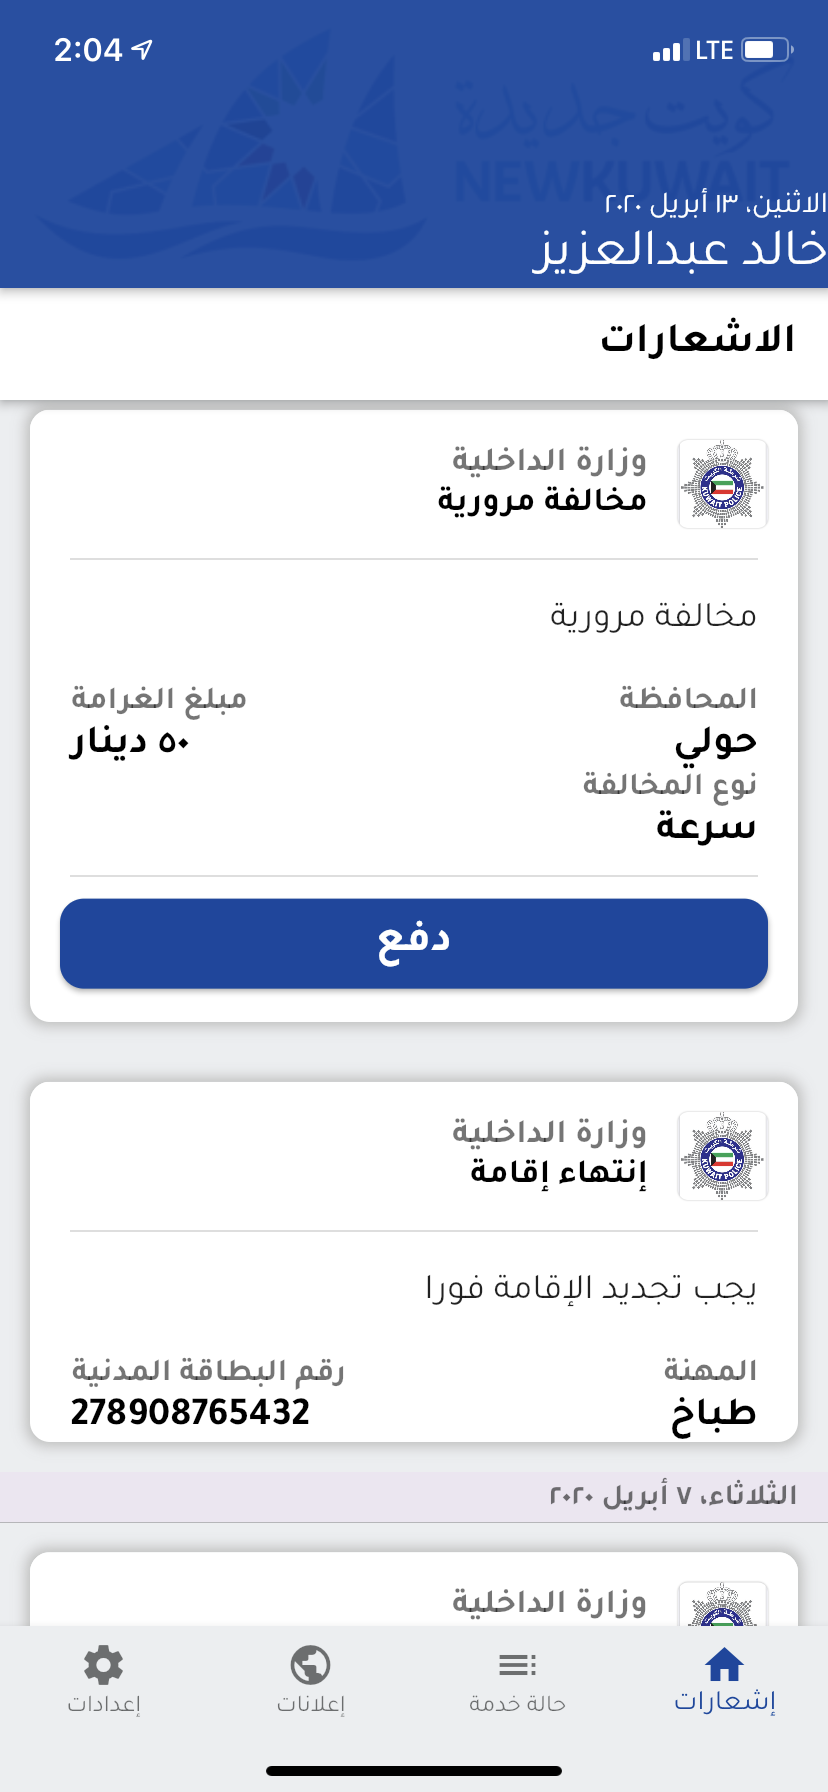 2:04
LTE
كويت جديدة
NEWKUWAIT
الاثنين، ١٣ أبريل ٢٠٢٠
خالد عبدالعزيز
الاشعارات
وزارة الداخلية
مخالفة مرورية
مخالفة مرورية
المحافظة
حولي
مبلغ الغرامة
٥٠ دينار
نوع المخالفة
سرعة
دفع
وزارة الداخلية
إنتهاء إقامة
يجب تجديد الإقامة فورا
المهنة
طباخ
رقم البطاقة المدنية
278908765432
الثلاثاء، ٧ أبريل ٢٠٢٠
وزارة الداخلية
إشعارات
حالة خدمة
إعلانات
إعدادات